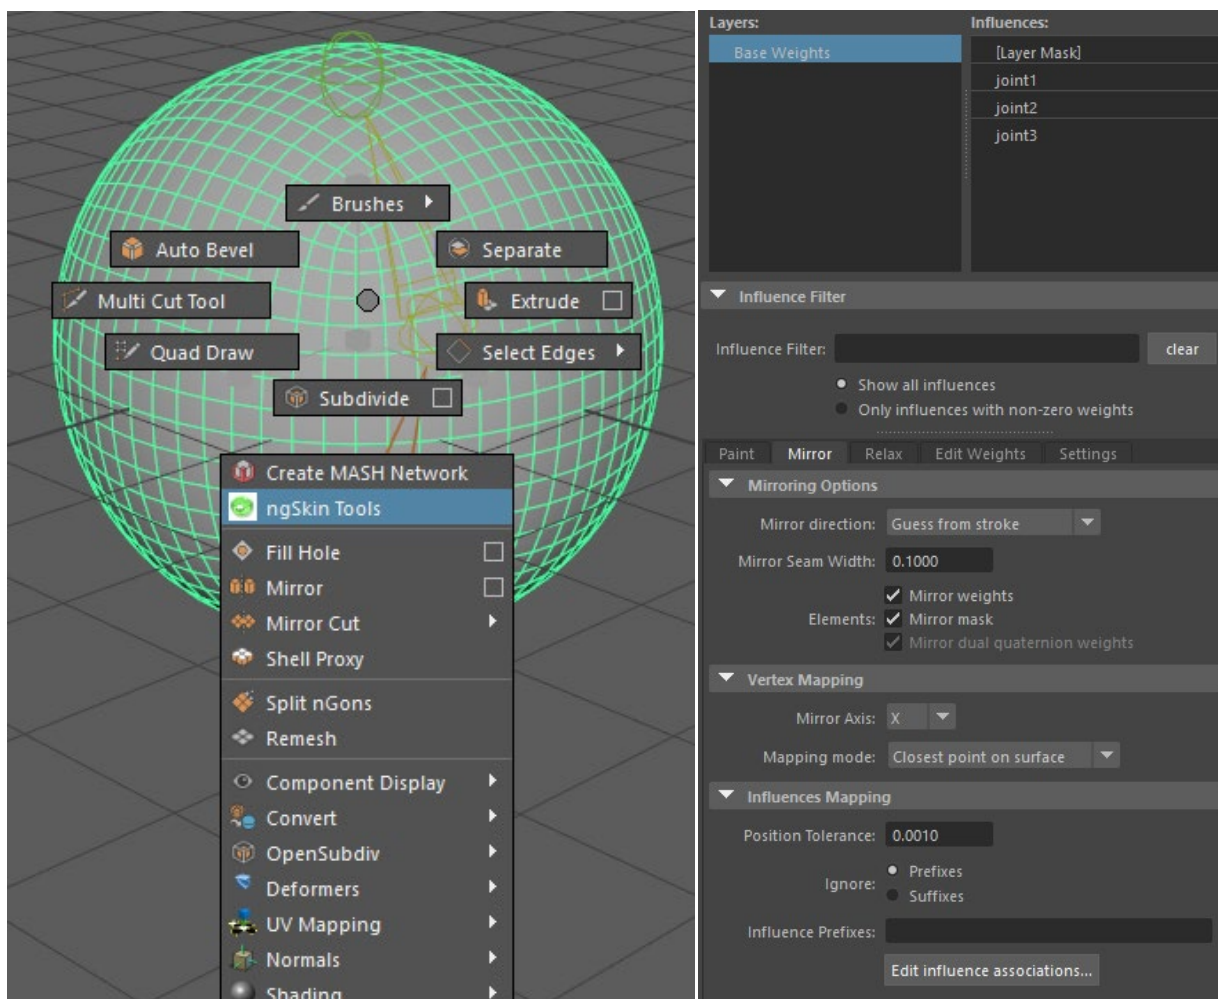 Brushes
Auto Bevel
Separate
Multi Cut Tool
Extrude
Quad Draw
Select Edges
Subdivide
Create MASH Network
ngSkin Tools
Fill Hole
Mirror
Mirror Cut
Shell Proxy
Split nGons
Remesh
Component Display
Convert
OpenSubdiv
Deformers
UV Mapping
Normals
Shading
Layers:
Influences:
Base Weights
[Layer Mask]
joint1
joint2
joint3
Influence Filter
Influence Filter:
clear
Show all influences
Only influences with non-zero weights
Paint Mirror Relax Edit Weights Settings
Mirroring Options
Mirror direction: Guess from stroke
Mirror Seam Width: 0.1000
Mirror weights
Elements: Mirror mask
Mirror dual quaternion weights
Vertex Mapping
Mirror Axis: X
Mapping mode: Closest point on surface
Influences Mapping
Position Tolerance: 0.0010
Ignore: Prefixes
Suffixes
Influence Prefixes:
Edit influence associations...